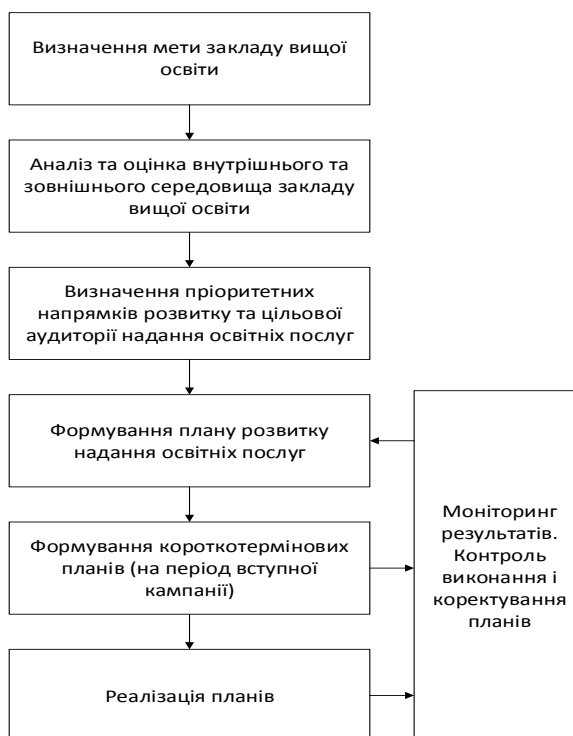 Визначення мети закладу вищої
освіти
Аналіз та оцінка внутрішнього та
зовнішнього середовища закладу
вищої освіти
Визначення пріоритетних
напрямків розвитку та цільової
аудиторії надання освітніх послуг
Формування плану розвитку
надання освітніх послуг
Формування короткотермінових
планів (на період вступної
кампанії)
Реалізація планів
Моніторинг
результатів.
Контроль
виконання і
коректування
планів